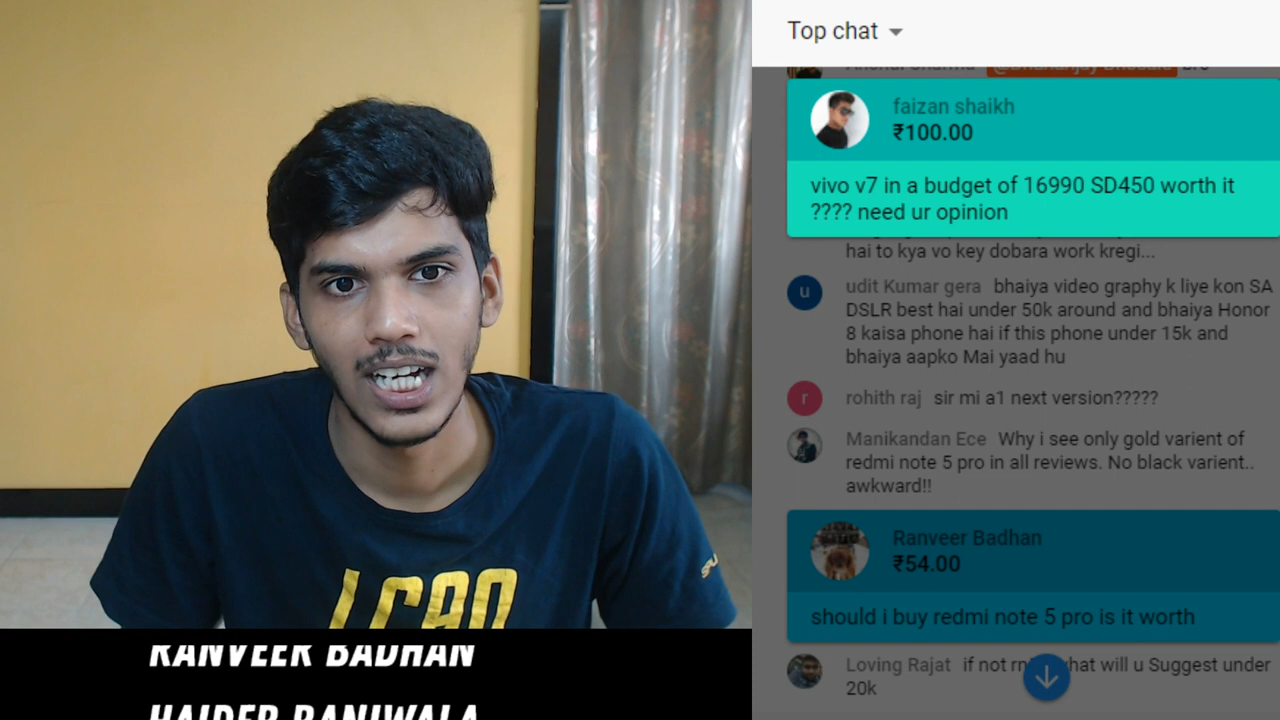 Top chat
faizan shaikh
₹100.00
vivo v7 in a budget of 16990 SD450 worth it
???? need ur opinion
hai to kya vo key dobara work kregi...
u
udit Kumar gera bhaiya video graphy k liye kon SA
DSLR best hai under 50k around and bhaiya Honor
8 kaisa phone hai if this phone under 15k and
bhaiya aapko Mai yaad hu
r
rohith raj sir mi a1 next version?????
Manikandan Ece Why i see only gold varient of
redmi note 5 pro in all reviews. No black varient..
awkward!!
Ranveer Badhan
₹54.00
should i buy redmi note 5 pro is it worth
Loving Rajat if not will u Suggest under
20k
RANVEER BADHAN
HAIDER RANIWALA